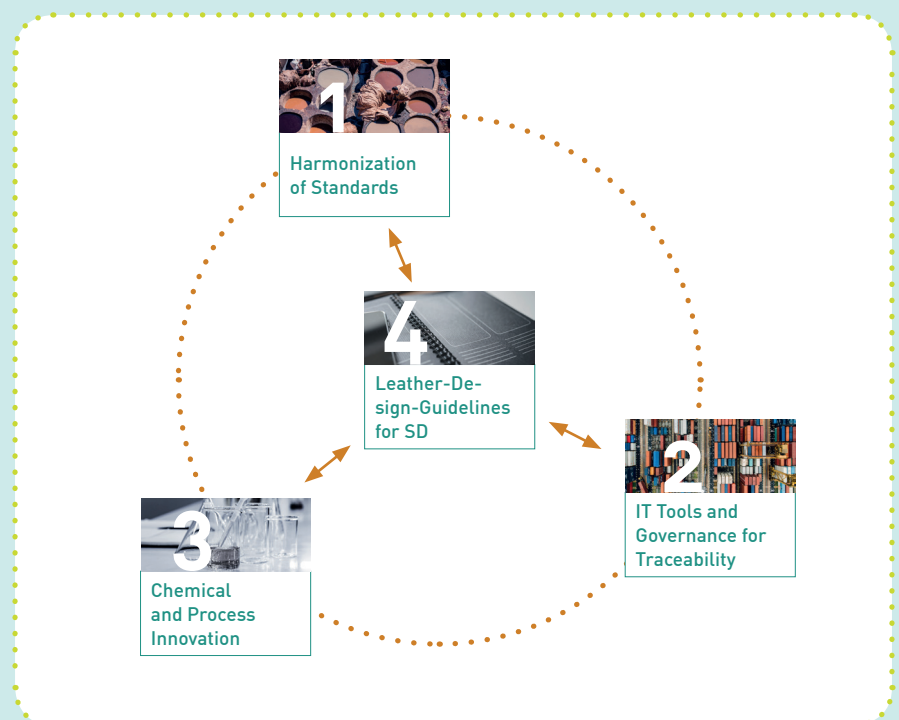 1
Harmonization
of Standards
4
Leather-De-
sign-Guidelines
for SD
2
IT Tools and
Governance for
Traceability
3
Chemical
and Process
Innovation